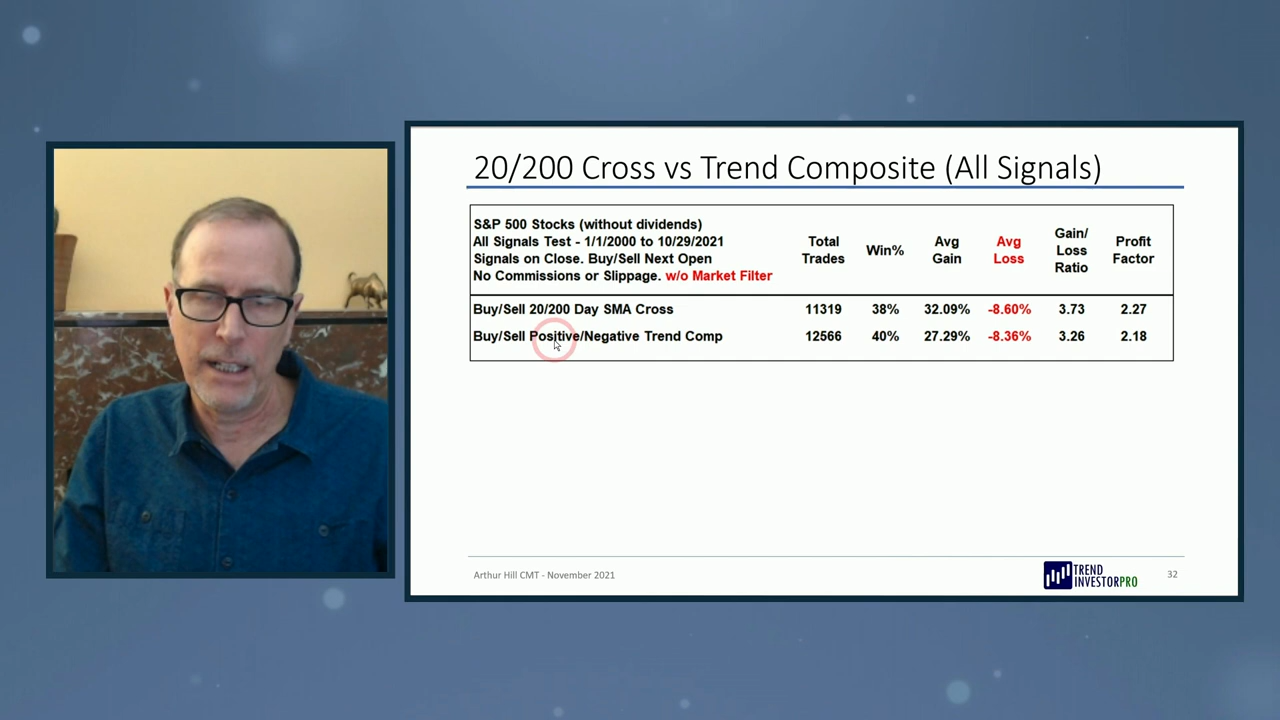 20/200 Cross vs Trend Composite (All Signals)
S&P 500 Stocks (without dividends)
All Signals Test - 1/1/2000 to 10/29/2021
Signals on Close. Buy/Sell Next Open
No Commissions or Slippage. w/o Market Filter
Total Trades
Win%
Avg Gain
Avg Loss
Gain/ Loss Ratio
Profit Factor
Buy/Sell 20/200 Day SMA Cross 11319 38% 32.09% -8.60% 3.73 2.27
Buy/Sell Positive/Negative Trend Comp 12566 40% 27.29% -8.36% 3.26 2.18
Arthur Hill CMT - November 2021
TREND
INVESTORPRO
32